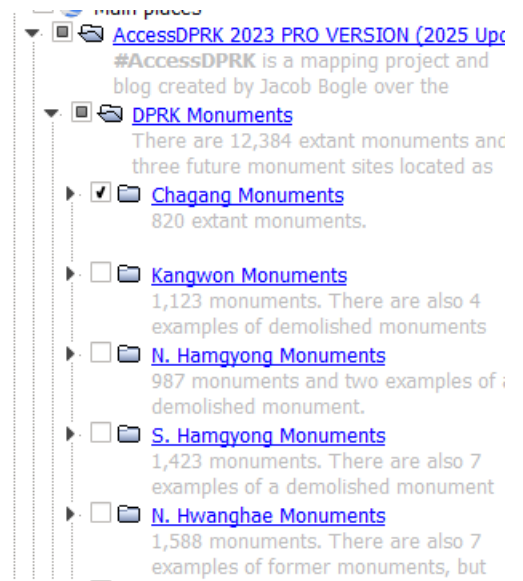 Main places
AccessDPRK 2023 PRO VERSION (2025 Upd
#AccessDPRK is a mapping project and
blog created by Jacob Bogle over the
DPRK Monuments
There are 12,384 extant monuments and
three future monument sites located as
Chagang Monuments
820 extant monuments.
Kangwon Monuments
1,123 monuments. There are also 4
examples of demolished monuments
N. Hamgyong Monuments
987 monuments and two examples of a
demolished monument.
S. Hamgyong Monuments
1,423 monuments. There are also 7
examples of a demolished monument
N. Hwanghae Monuments
1,588 monuments. There are also 7
examples of former monuments, but